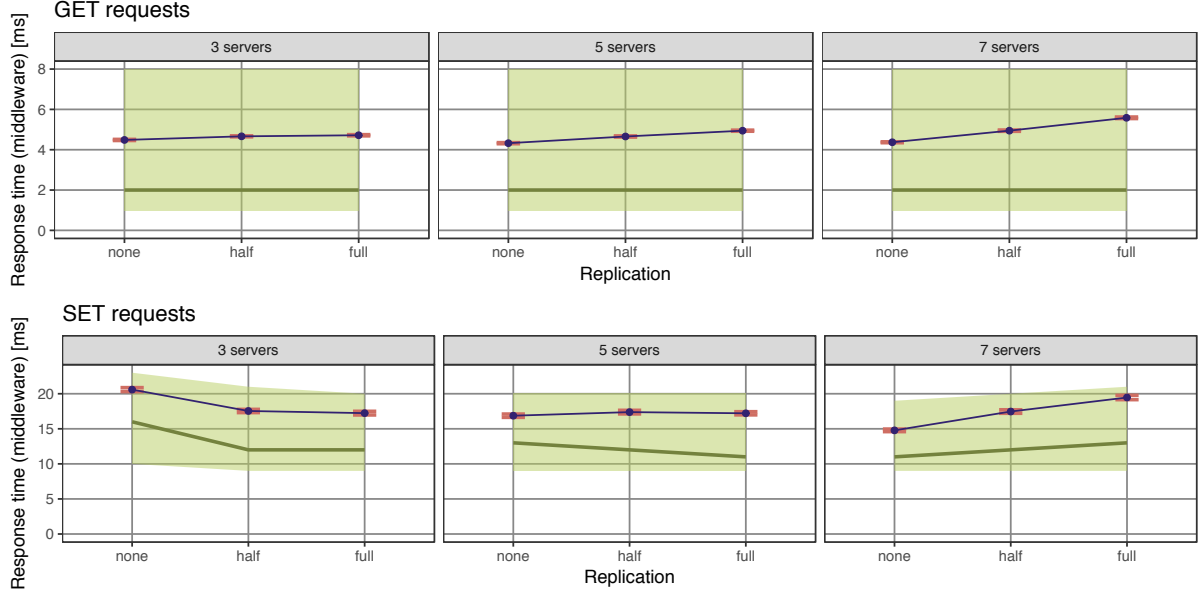 GET requests
Response time (middleware) [ms]
3 servers
5 servers
7 servers
8
6
4
2
0
none half full
none half full
none half full
Replication
SET requests
Response time (middleware) [ms]
3 servers
5 servers
7 servers
20
15
10
5
0
none half full
none half full
none half full
Replication